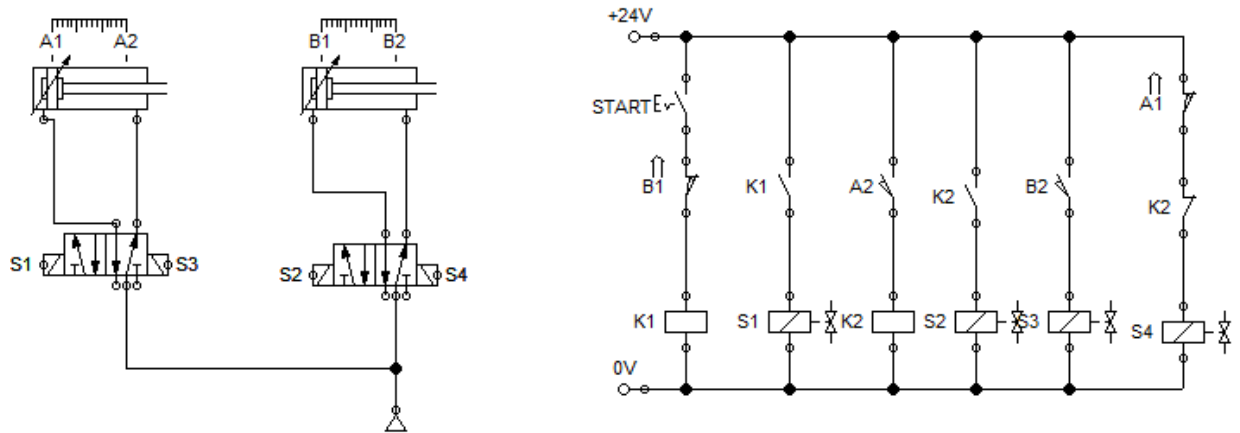 A1 A2
B1 B2
S1 S3
S2 S4
+24V
START
A1
B1
K1
A2
K2
B2
K2
K1
S1
K2
S2
S3
S4
0V